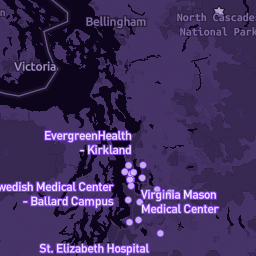 Bellingham
North Cascades
National Park
Victoria
EvergreenHealth
- Kirkland
Swedish Medical Center
- Ballard Campus
Virginia Mason
Medical Center
St. Elizabeth Hospital